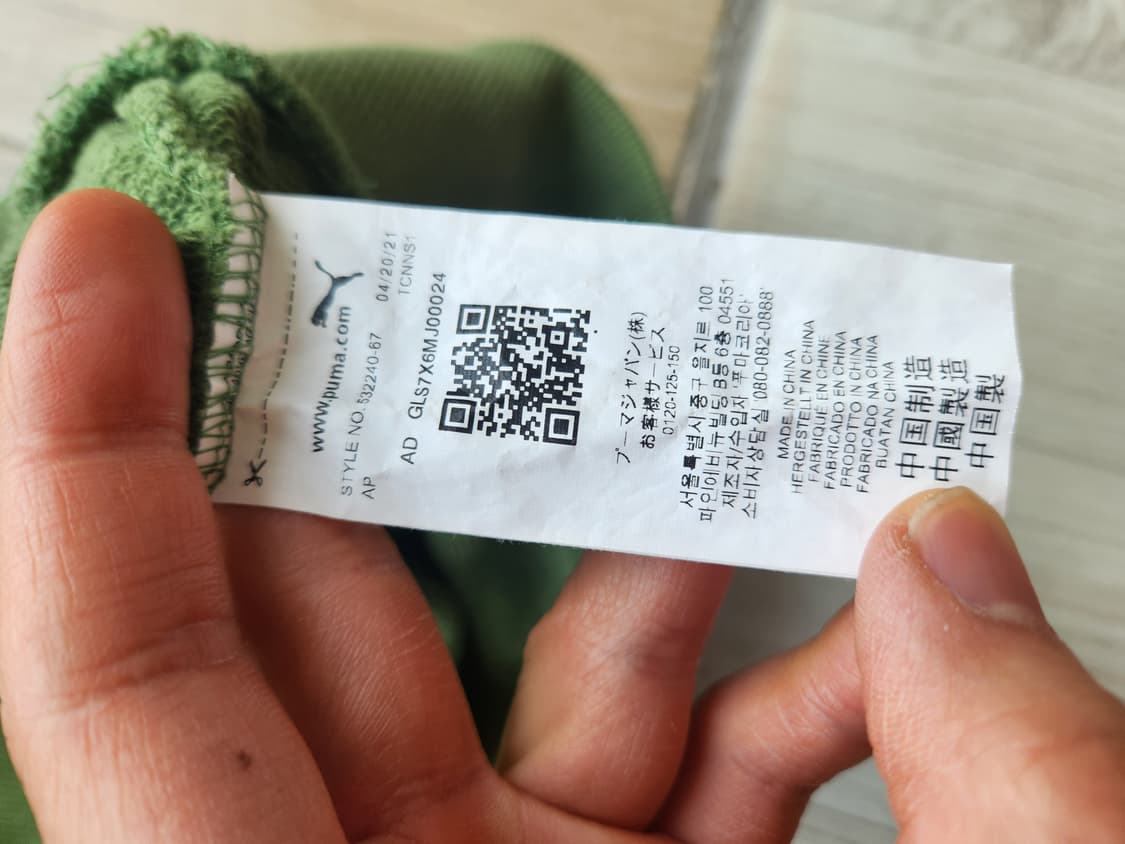 www.puma.com
STYLE NO. 532240-67 04/20/21
AP TCNNS1
AD GLS7X6MJ00024
プーマジャパン(株)
お客様サービス
0120-125-150
서울특별시 중구 을지로 100
파인에비뉴빌딩 B동 6층 04551
제조자/수입자 '푸마코리아'
소비자상담실 '080-082-0888'
MADE IN CHINA
HERGESTELLT IN CHINA
FABRIQUÉ EN CHINE
FABRICADO EN CHINA
PRODOTTO IN CHINA
FABRICADO NA CHINA
BUATAN CHINA
中国制造
中國製造
中国製